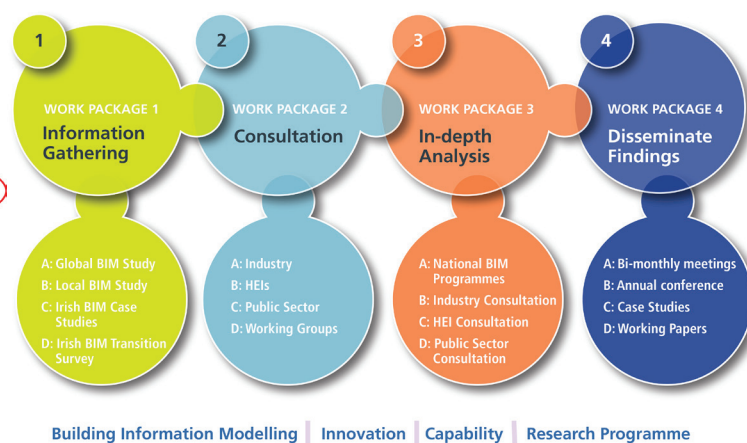 1
WORK PACKAGE 1
Information
Gathering
A: Global BIM Study
B: Local BIM Study
C: Irish BIM Case
Studies
D: Irish BIM Transition
Survey
2
WORK PACKAGE 2
Consultation
A: Industry
B: HEIs
C: Public Sector
D: Working Groups
3
WORK PACKAGE 3
In-depth
Analysis
A: National BIM
Programmes
B: Industry Consultation
C: HEI Consultation
D: Public Sector
Consultation
4
WORK PACKAGE 4
Disseminate
Findings
A: Bi-monthly meetings
B: Annual conference
C: Case Studies
D: Working Papers
Building Information Modelling | Innovation | Capability | Research Programme